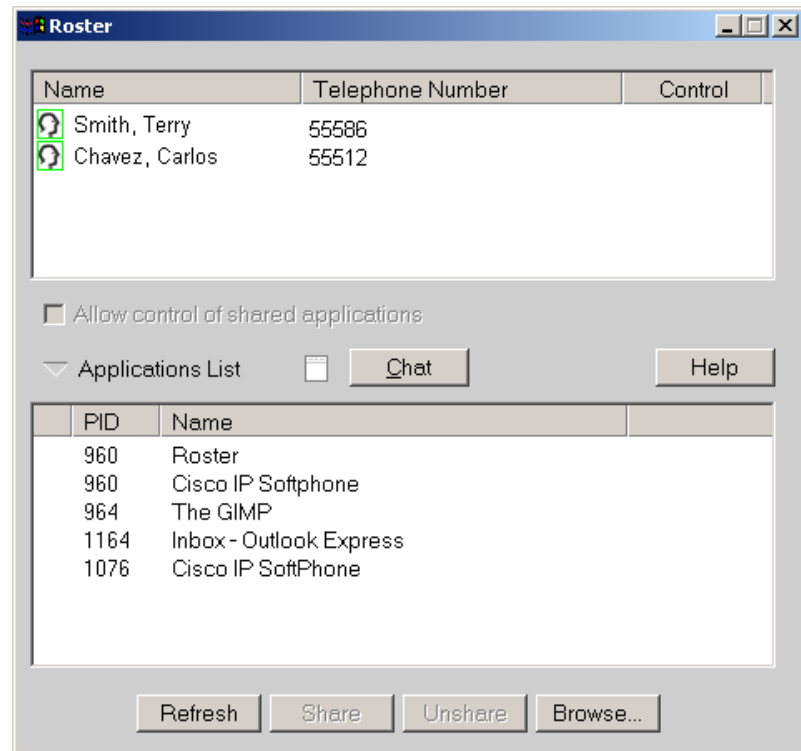 Roster
Name Telephone Number Control
Smith, Terry 55586
Chavez, Carlos 55512
Allow control of shared applications
Applications List Chat Help
PID Name
960 Roster
960 Cisco IP Softphone
964 The GIMP
1164 Inbox - Outlook Express
1076 Cisco IP SoftPhone
Refresh Share Unshare Browse...